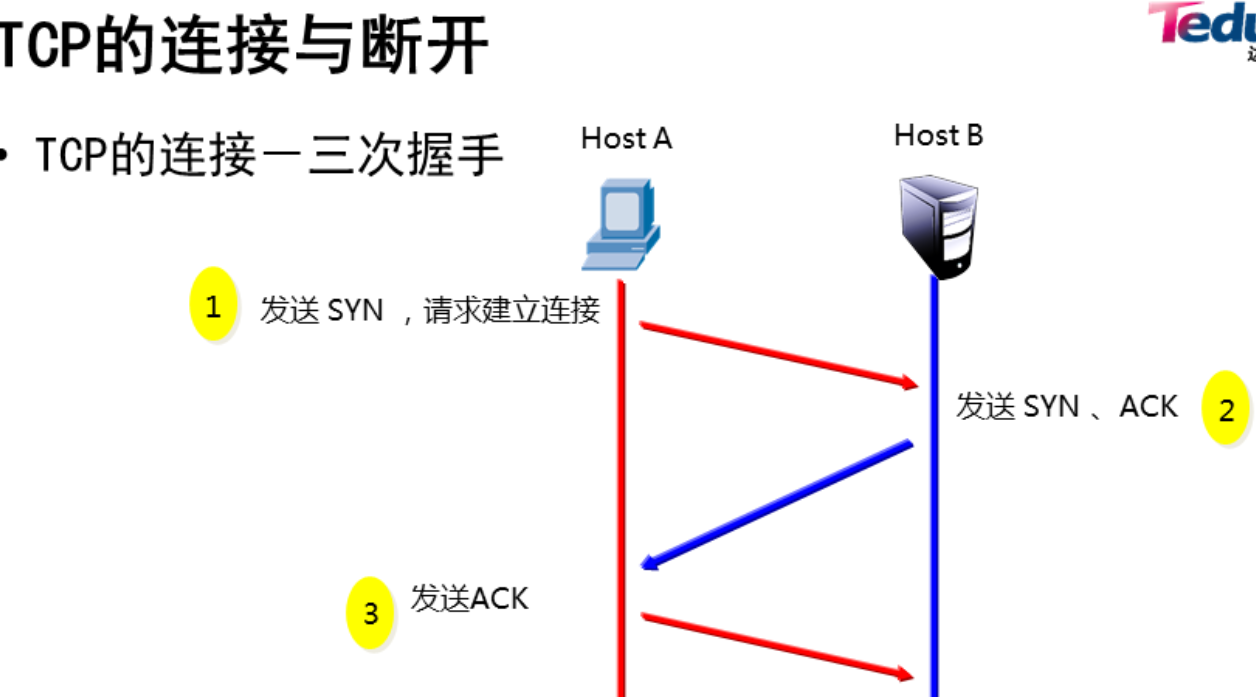 TCP的连接与断开
Tedu
• TCP的连接－三次握手
Host A
Host B
1
发送 SYN ，请求建立连接
发送 SYN 、ACK
2
发送ACK
3